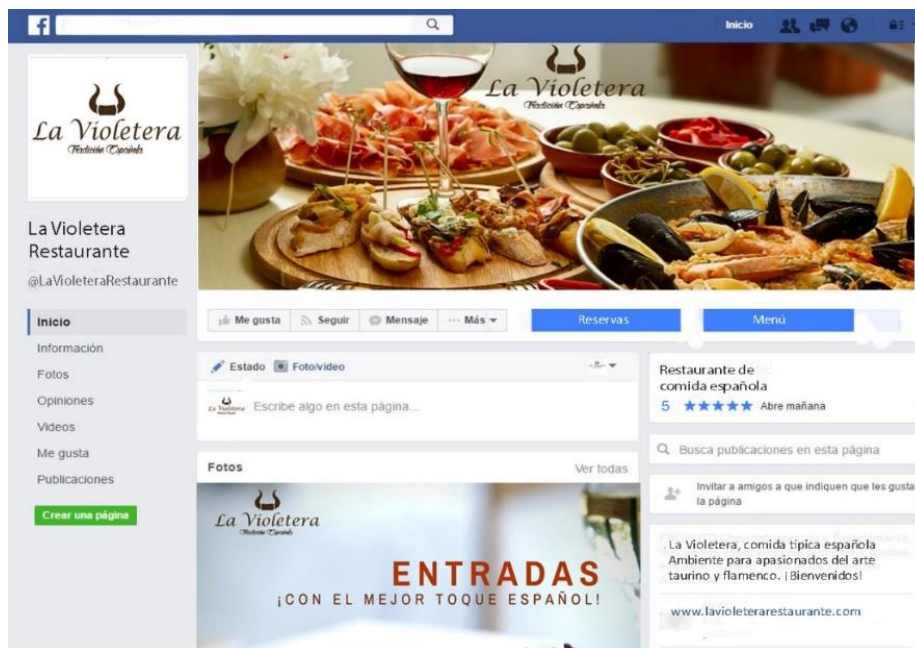 Inicio
La Violetera
Tradición Española
La Violetera
Tradición Española
La Violetera
Restaurante
@LaVioleteraRestaurante
Inicio
Información
Fotos
Opiniones
Videos
Me gusta
Publicaciones
Crear una página
Me gusta
Seguir
Mensaje
Más
Reservas
Menú
Estado
Foto/video
Escribe algo en esta página...
Fotos
Ver todas
La Violetera
Tradición Española
ENTRADAS
¡CON EL MEJOR TOQUE ESPAÑOL!
Restaurante de
comida española
5 ★★★★★ Abre mañana
Busca publicaciones en esta página
Invitar a amigos a que indiquen que les gusta
la página
La Violetera, comida típica española
Ambiente para apasionados del arte
taurino y flamenco. ¡Bienvenidos!
www.lavioleterarestaurante.com